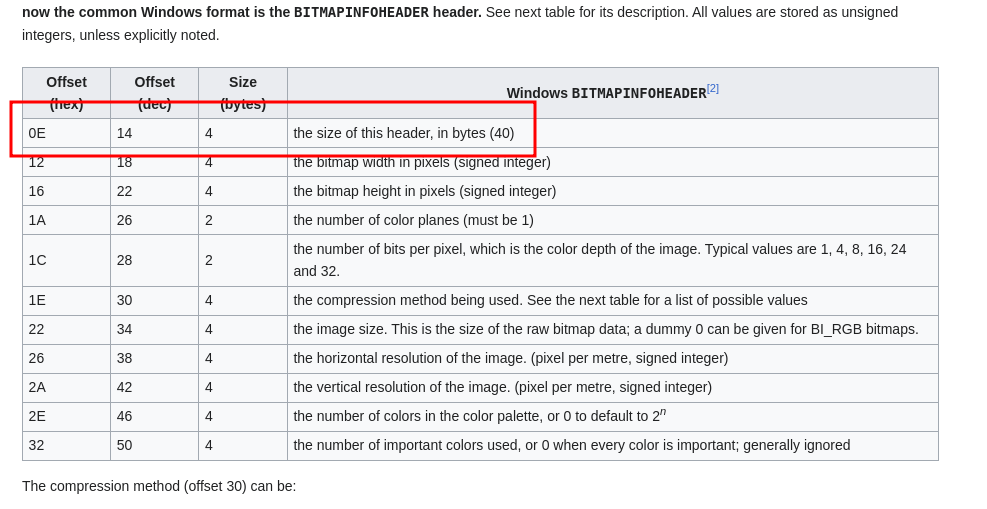 now the common Windows format is the BITMAPINFOHEADER header. See next table for its description. All values are stored as unsigned
integers, unless explicitly noted.
Offset (hex) Offset (dec) Size (bytes) Windows BITMAPINFOHEADER[2]
0E 14 4 the size of this header, in bytes (40)
12 18 4 the bitmap width in pixels (signed integer)
16 22 4 the bitmap height in pixels (signed integer)
1A 26 2 the number of color planes (must be 1)
1C 28 2 the number of bits per pixel, which is the color depth of the image. Typical values are 1, 4, 8, 16, 24
and 32.
1E 30 4 the compression method being used. See the next table for a list of possible values
22 34 4 the image size. This is the size of the raw bitmap data; a dummy 0 can be given for BI_RGB bitmaps.
26 38 4 the horizontal resolution of the image. (pixel per metre, signed integer)
2A 42 4 the vertical resolution of the image. (pixel per metre, signed integer)
2E 46 4 the number of colors in the color palette, or 0 to default to 2n
32 50 4 the number of important colors used, or 0 when every color is important; generally ignored
The compression method (offset 30) can be: